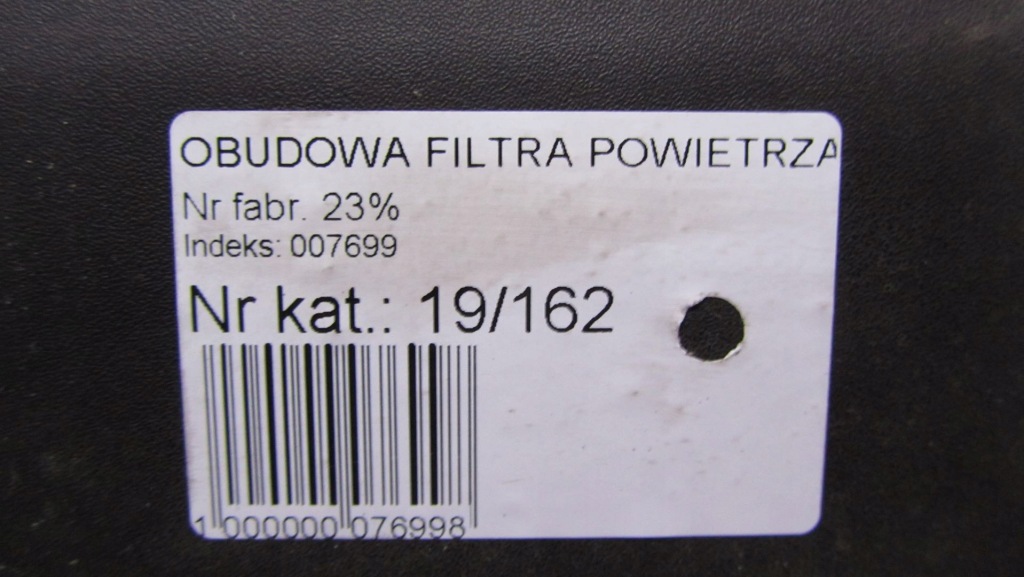 OBUDOWA FILTRA POWIETRZA
Nr fabr. 23%
Indeks: 007699
Nr kat.: 19/162
1 000000 076998